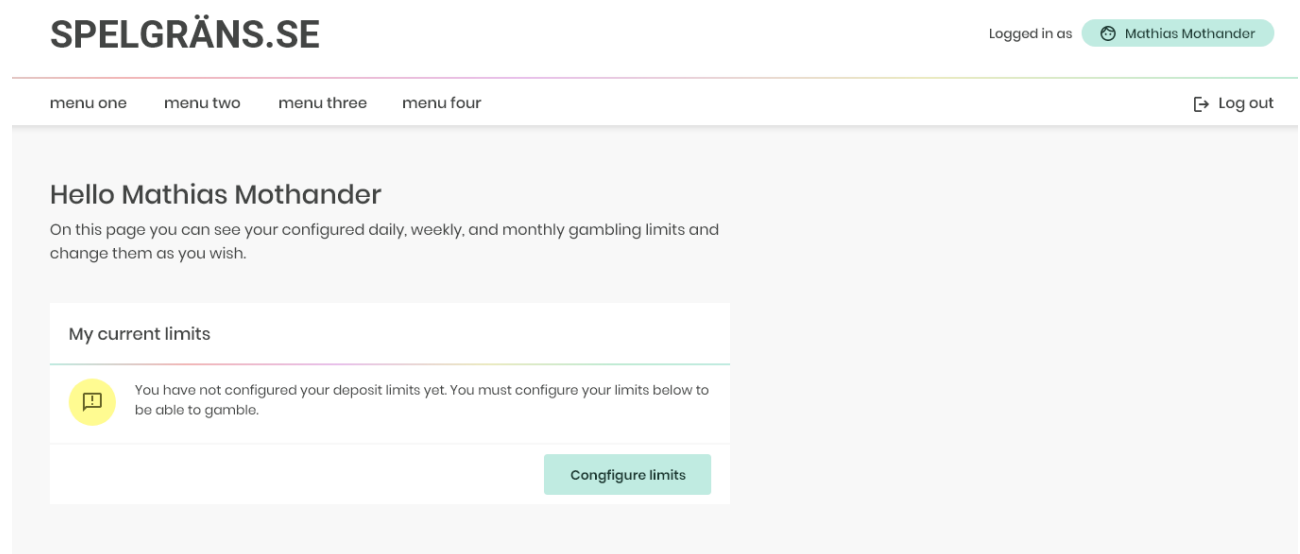 SPELGRÄNS.SE
Logged in as Mathias Mothander
menu one menu two menu three menu four Log out
Hello Mathias Mothander
On this page you can see your configured daily, weekly, and monthly gambling limits and
change them as you wish.
My current limits
You have not configured your deposit limits yet. You must configure your limits below to
be able to gamble.
Congfigure limits